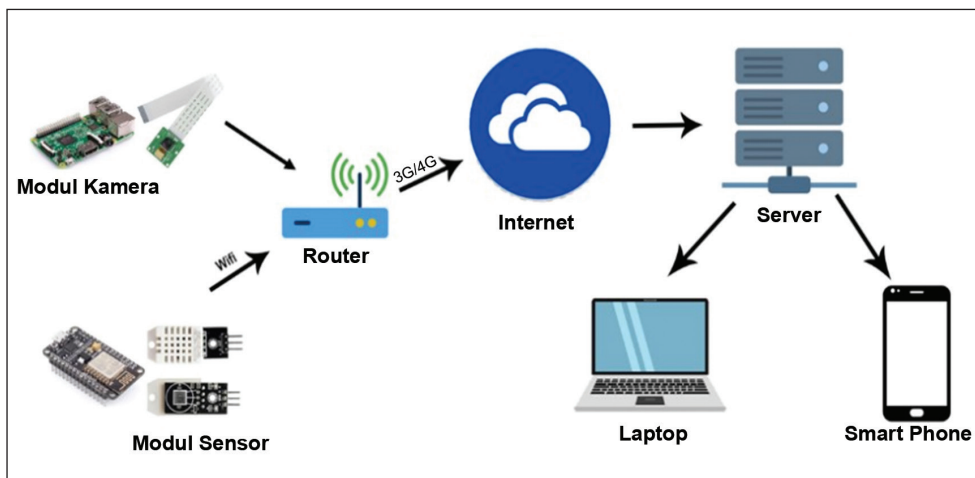 Modul Kamera
Wifi
Modul Sensor
Router
3G/4G
Internet
Server
Laptop
Smart Phone